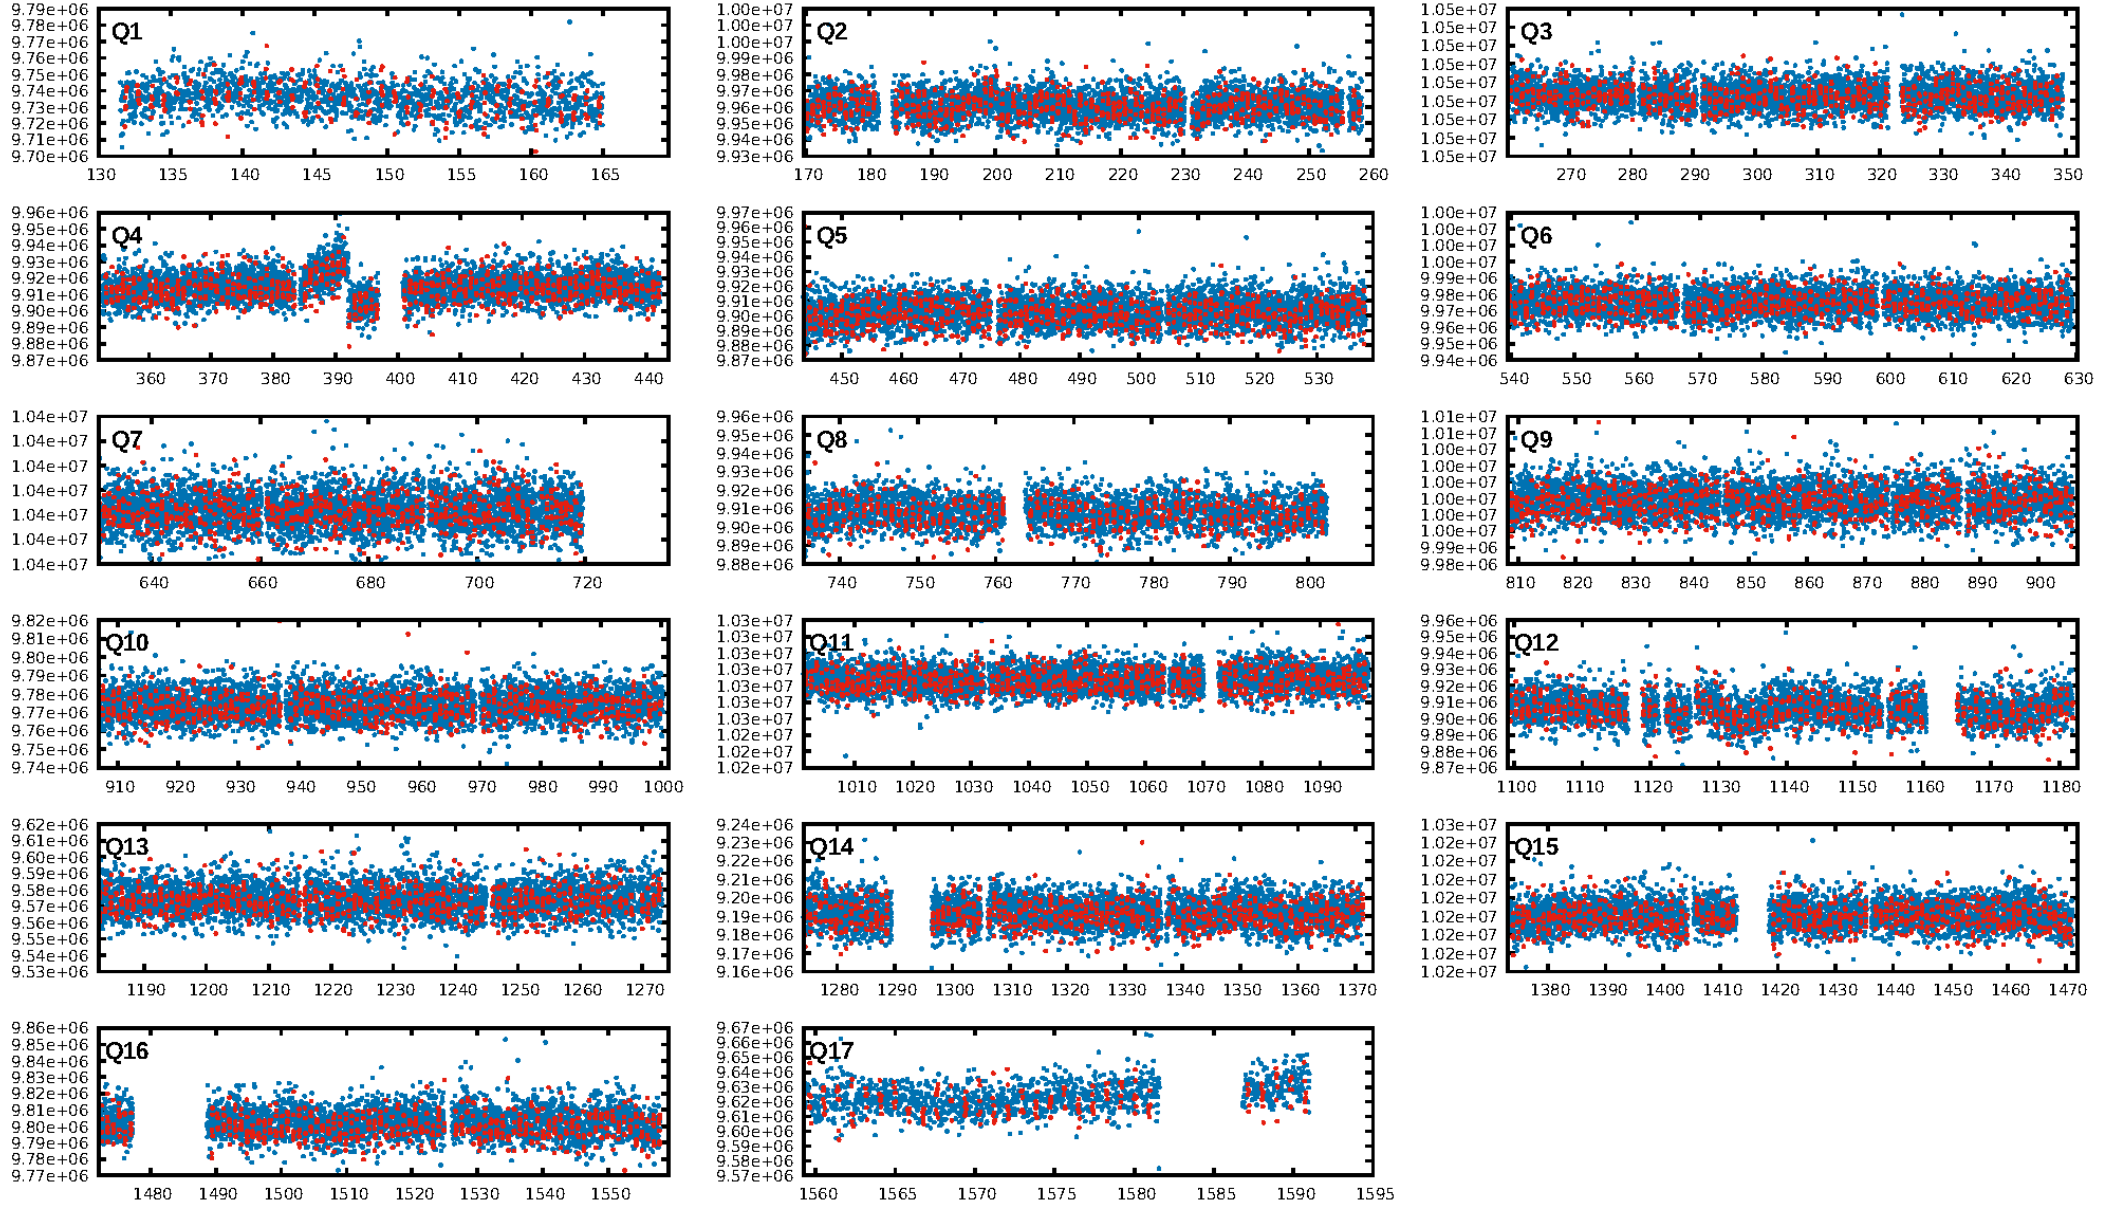 Q1
9.79e+06
9.78e+06
9.77e+06
9.76e+06
9.75e+06
9.74e+06
9.73e+06
9.72e+06
9.71e+06
9.70e+06
130 135 140 145 150 155 160 165
Q2
1.00e+07
1.00e+07
1.00e+07
9.99e+06
9.98e+06
9.97e+06
9.96e+06
9.95e+06
9.94e+06
9.93e+06
170 180 190 200 210 220 230 240 250 260
Q3
1.05e+07
1.05e+07
1.05e+07
1.05e+07
1.05e+07
1.05e+07
1.05e+07
1.05e+07
1.05e+07
270 280 290 300 310 320 330 340 350
Q4
9.96e+06
9.95e+06
9.94e+06
9.93e+06
9.92e+06
9.91e+06
9.90e+06
9.89e+06
9.88e+06
9.87e+06
360 370 380 390 400 410 420 430 440
Q5
9.97e+06
9.96e+06
9.95e+06
9.94e+06
9.93e+06
9.92e+06
9.91e+06
9.90e+06
9.89e+06
9.88e+06
9.87e+06
450 460 470 480 490 500 510 520 530
Q6
1.00e+07
1.00e+07
1.00e+07
1.00e+07
9.99e+06
9.98e+06
9.97e+06
9.96e+06
9.95e+06
9.94e+06
540 550 560 570 580 590 600 610 620 630
Q7
1.04e+07
1.04e+07
1.04e+07
1.04e+07
1.04e+07
1.04e+07
1.04e+07
640 660 680 700 720
Q8
9.96e+06
9.95e+06
9.94e+06
9.93e+06
9.92e+06
9.91e+06
9.90e+06
9.89e+06
9.88e+06
740 750 760 770 780 790 800
Q9
1.01e+07
1.01e+07
1.00e+07
1.00e+07
1.00e+07
1.00e+07
1.00e+07
1.00e+07
9.99e+06
9.98e+06
810 820 830 840 850 860 870 880 890 900
Q10
9.82e+06
9.81e+06
9.80e+06
9.79e+06
9.78e+06
9.77e+06
9.76e+06
9.75e+06
9.74e+06
910 920 930 940 950 960 970 980 990 1000
Q11
1.03e+07
1.03e+07
1.03e+07
1.03e+07
1.03e+07
1.03e+07
1.03e+07
1.02e+07
1.02e+07
1.02e+07
1010 1020 1030 1040 1050 1060 1070 1080 1090
Q12
9.96e+06
9.95e+06
9.94e+06
9.93e+06
9.92e+06
9.91e+06
9.90e+06
9.89e+06
9.88e+06
9.87e+06
1100 1110 1120 1130 1140 1150 1160 1170 1180
Q13
9.62e+06
9.61e+06
9.60e+06
9.59e+06
9.58e+06
9.57e+06
9.56e+06
9.55e+06
9.54e+06
9.53e+06
1190 1200 1210 1220 1230 1240 1250 1260 1270
Q14
9.24e+06
9.23e+06
9.22e+06
9.21e+06
9.20e+06
9.19e+06
9.18e+06
9.17e+06
9.16e+06
1280 1290 1300 1310 1320 1330 1340 1350 1360 1370
Q15
1.03e+07
1.02e+07
1.02e+07
1.02e+07
1.02e+07
1.02e+07
1.02e+07
1.02e+07
1.02e+07
1380 1390 1400 1410 1420 1430 1440 1450 1460 1470
Q16
9.86e+06
9.85e+06
9.84e+06
9.83e+06
9.82e+06
9.81e+06
9.80e+06
9.79e+06
9.78e+06
9.77e+06
1480 1490 1500 1510 1520 1530 1540 1550
Q17
9.67e+06
9.66e+06
9.65e+06
9.64e+06
9.63e+06
9.62e+06
9.61e+06
9.60e+06
9.59e+06
9.58e+06
9.57e+06
1560 1565 1570 1575 1580 1585 1590 1595